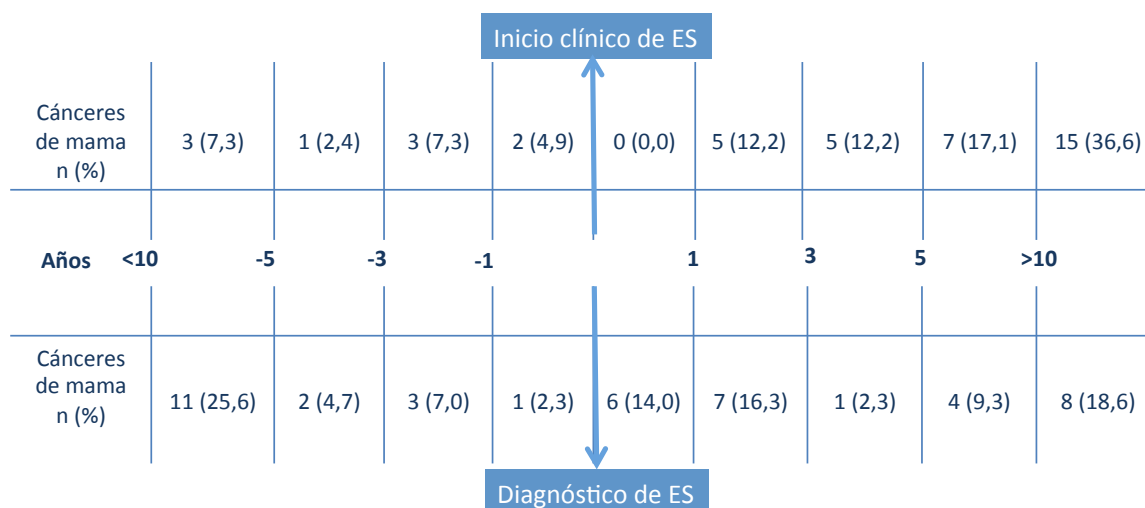 Inicio clínico de ES
Cánceres
de mama
n (%)
3 (7,3) 1 (2,4) 3 (7,3) 2 (4,9) 0 (0,0) 5 (12,2) 5 (12,2) 7 (17,1) 15 (36,6)
Años <10 -5 -3 -1 1 3 5 >10
Cánceres
de mama
n (%)
11 (25,6) 2 (4,7) 3 (7,0) 1 (2,3) 6 (14,0) 7 (16,3) 1 (2,3) 4 (9,3) 8 (18,6)
Diagnóstico de ES